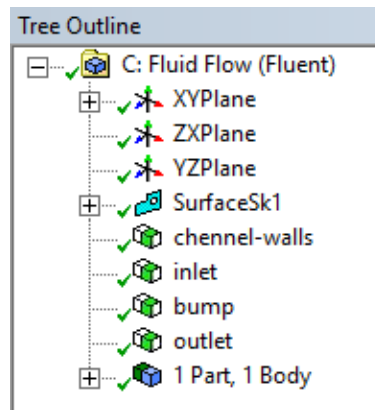 Tree Outline
C: Fluid Flow (Fluent)
XYPlane
ZXPlane
YZPlane
SurfaceSk1
chennel-walls
inlet
bump
outlet
1 Part, 1 Body